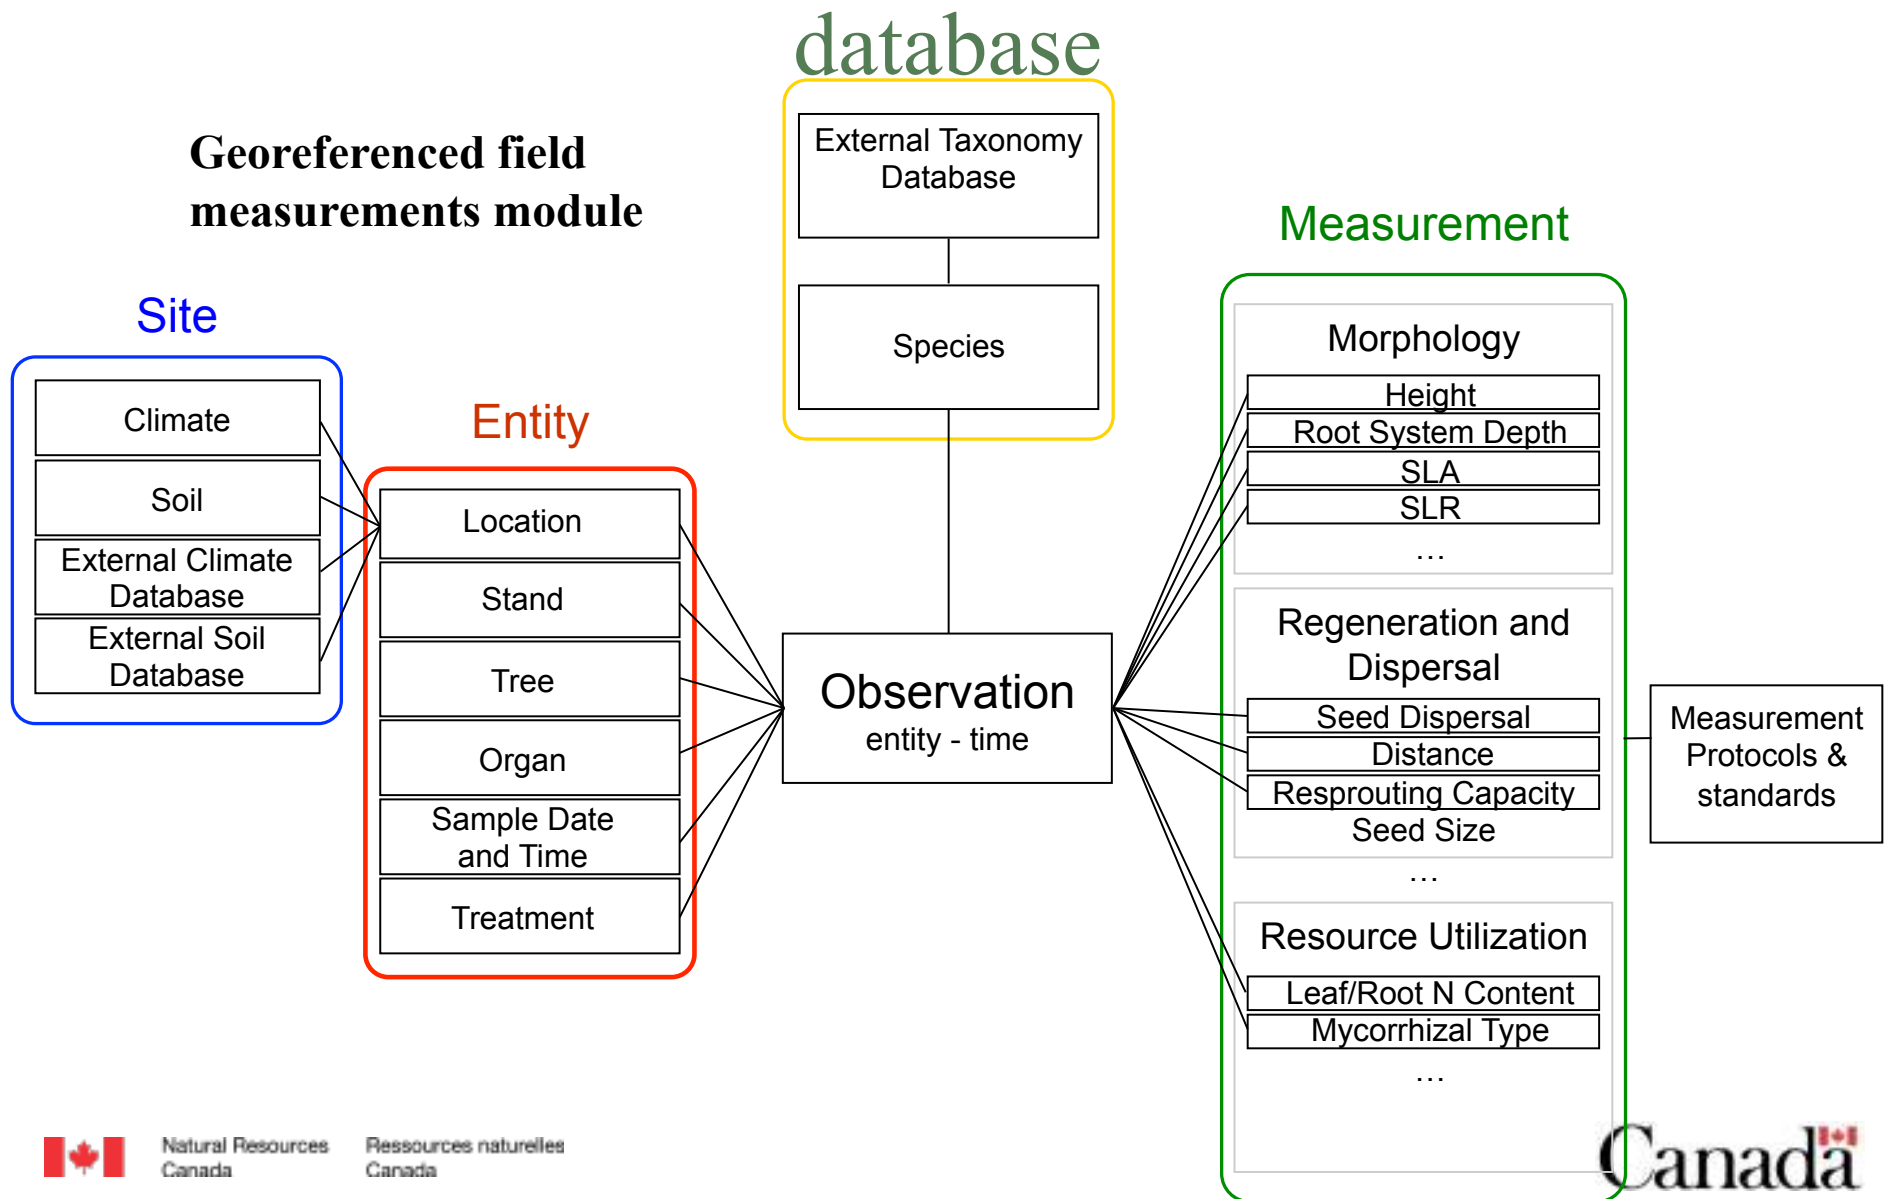 database
Georeferenced field
measurements module
External Taxonomy
Database
Species
Site
Climate
Soil
External Climate
Database
External Soil
Database
Entity
Location
Stand
Tree
Organ
Sample Date
and Time
Treatment
Observation
entity - time
Measurement
Morphology
Height
Root System Depth
SLA
SLR
…
Regeneration and
Dispersal
Seed Dispersal
Distance
Resprouting Capacity
Seed Size
…
Resource Utilization
Leaf/Root N Content
Mycorrhizal Type
…
Measurement
Protocols &
standards
Natural Resources
Canada
Ressources naturelles
Canada
Canada